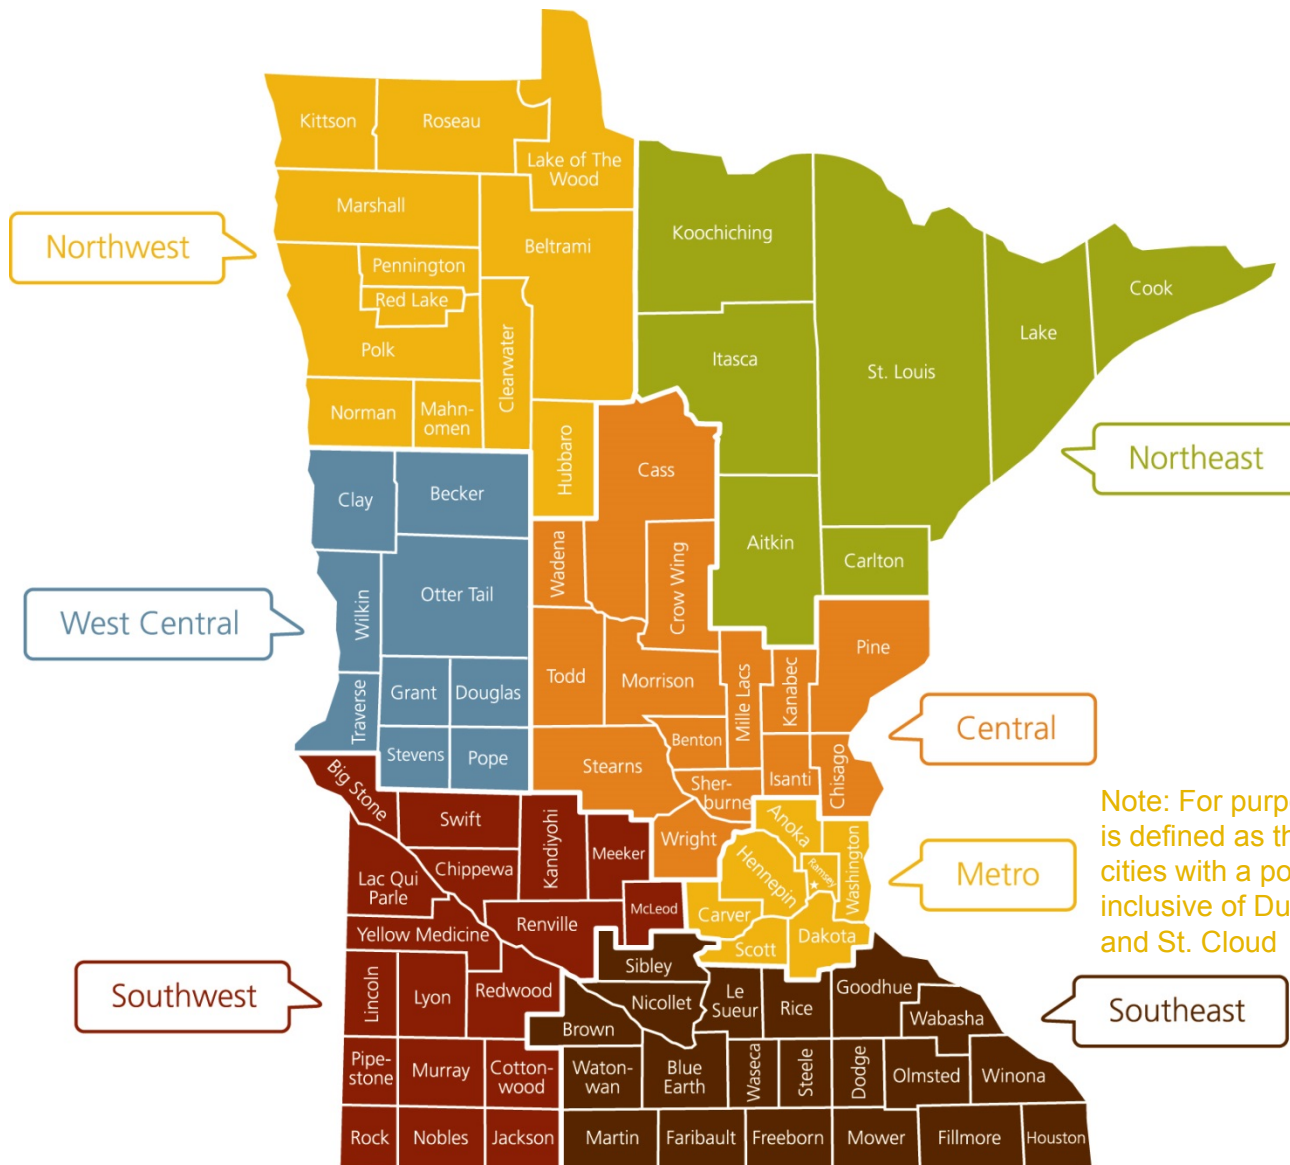 Kittson
Roseau
Lake of The
Wood
Marshall
Northwest
Beltrami
Koochiching
Pennington
Red Lake
Cook
Lake
Polk
Clearwater
Itasca
St. Louis
Norman
Mahn-
omen
Hubbaro
Cass
Northeast
Clay
Becker
Wadena
Crow Wing
Aitkin
Carlton
Wilkin
Otter Tail
West Central
Pine
Todd
Morrison
Mille Lacs
Kanabec
Traverse
Grant
Douglas
Central
Stevens
Pope
Benton
Stearns
Sher-
burne
Isanti
Chisago
Big Stone
Swift
Kandiyohi
Meeker
Wright
Anoka
Hennepin
Ramsey
Washington
Metro
Note: For purp
is defined as th
cities with a po
inclusive of Du
and St. Cloud
Chippewa
Lac Qui
Parle
McLeod
Carver
Renville
Yellow Medicine
Scott
Dakota
Sibley
Southwest
Lincoln
Lyon
Redwood
Nicollet
Le
Sueur
Rice
Goodhue
Wabasha
Southeast
Brown
Pipe-
stone
Murray
Cotton-
wood
Waton-
wan
Blue
Earth
Waseca
Steele
Dodge
Olmsted
Winona
Rock
Nobles
Jackson
Martin
Faribault
Freeborn
Mower
Fillmore
Houston